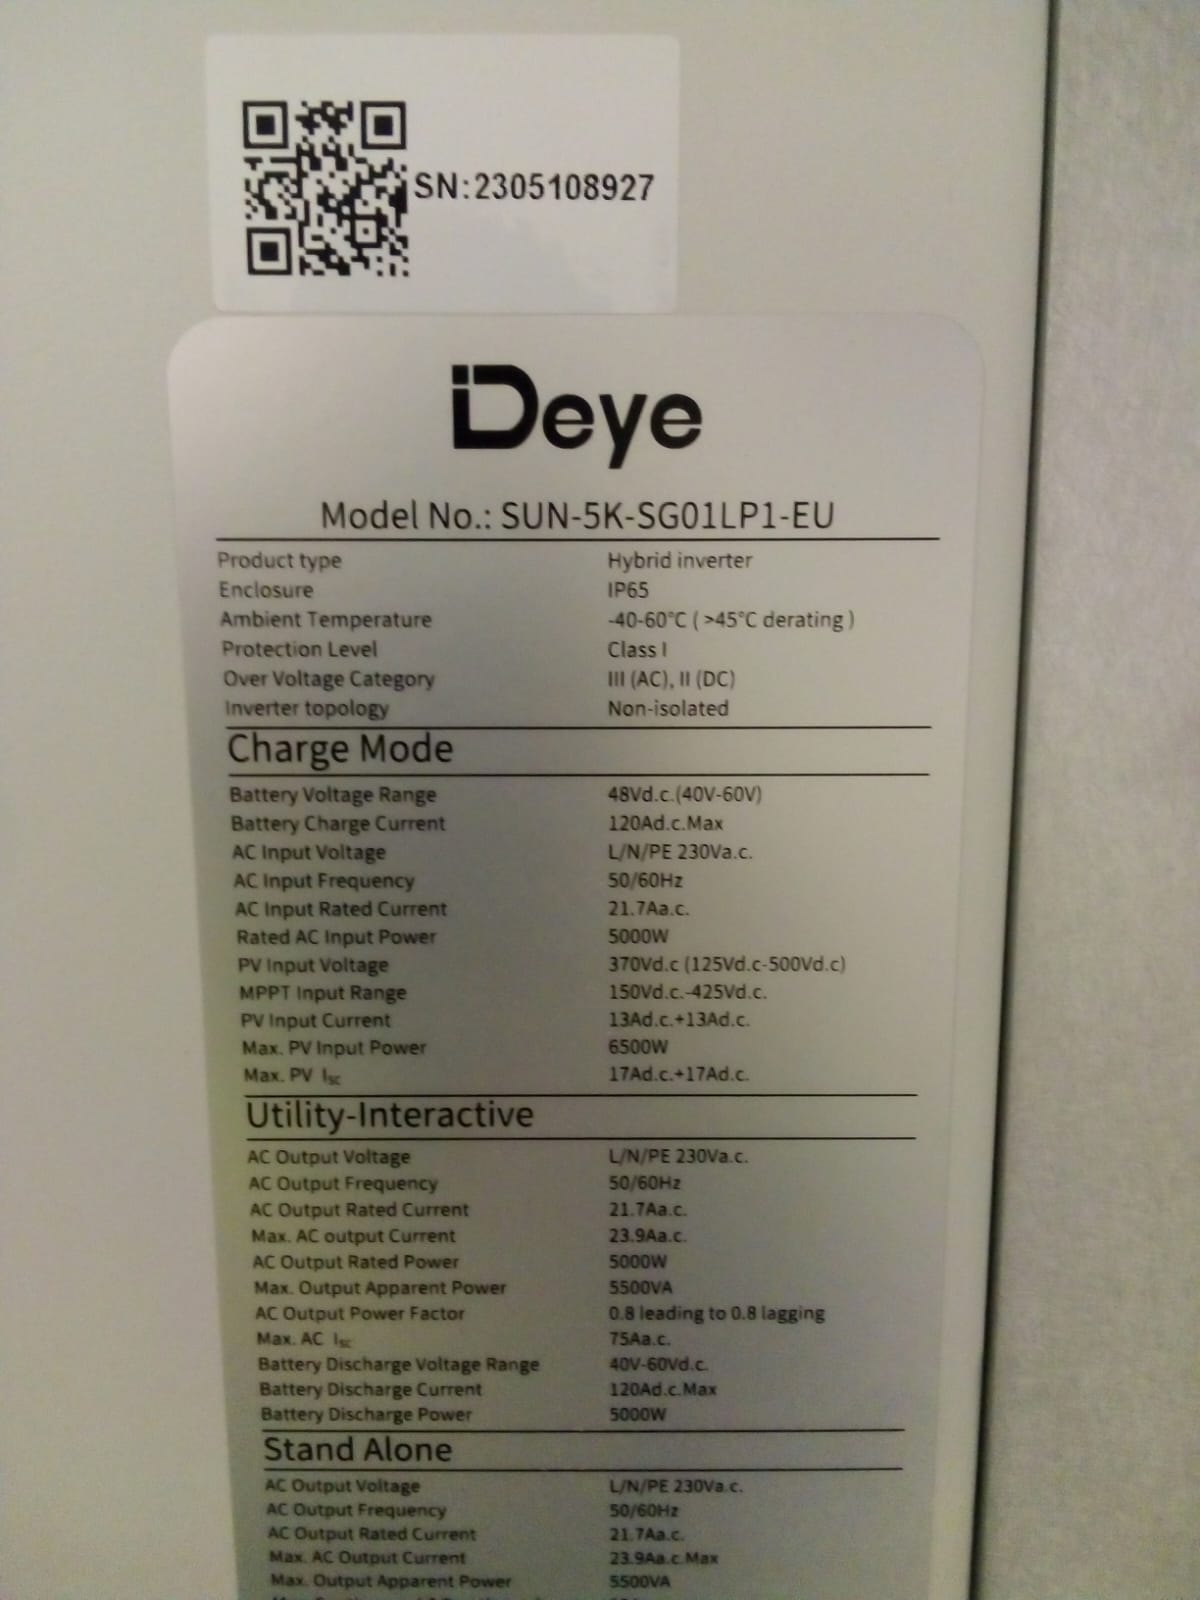 SN:2305108927
Deye
Model No.: SUN-5K-SG01LP1-EU
Product type Hybrid inverter
Enclosure IP65
Ambient Temperature -40-60°C ( >45°C derating )
Protection Level Class I
Over Voltage Category III (AC), II (DC)
Inverter topology Non-isolated
Charge Mode
Battery Voltage Range 48Vd.c.(40V-60V)
Battery Charge Current 120Ad.c.Max
AC Input Voltage L/N/PE 230Va.c.
AC Input Frequency 50/60Hz
AC Input Rated Current 21.7Aa.c.
Rated AC Input Power 5000W
PV Input Voltage 370Vd.c (125Vd.c-500Vd.c)
MPPT Input Range 150Vd.c.-425Vd.c.
PV Input Current 13Ad.c.+13Ad.c.
Max. PV Input Power 6500W
Max. PV Isc 17Ad.c.+17Ad.c.
Utility-Interactive
AC Output Voltage L/N/PE 230Va.c.
AC Output Frequency 50/60Hz
AC Output Rated Current 21.7Aa.c.
Max. AC output Current 23.9Aa.c.
AC Output Rated Power 5000W
Max. Output Apparent Power 5500VA
AC Output Power Factor 0.8 leading to 0.8 lagging
Max. AC Isc 75Aa.c.
Battery Discharge Voltage Range 40V-60Vd.c.
Battery Discharge Current 120Ad.c.Max
Battery Discharge Power 5000W
Stand Alone
AC Output Voltage L/N/PE 230Va.c.
AC Output Frequency 50/60Hz
AC Output Rated Current 21.7Aa.c.
Max. AC Output Current 23.9Aa.c.Max
Max. Output Apparent Power 5500VA